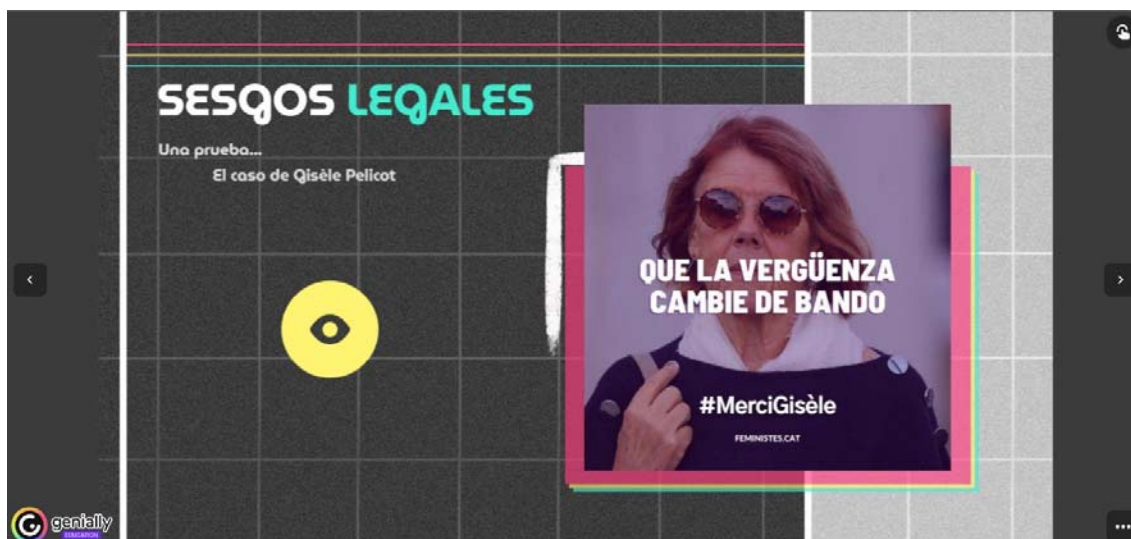 SESGOS LEGALES
Una prueba...
El caso de Gisèle Pelicot
QUE LA VERGÜENZA
CAMBIE DE BANDO
#MerciGisèle
FEMINISTES.CAT
genially
EDUCATION